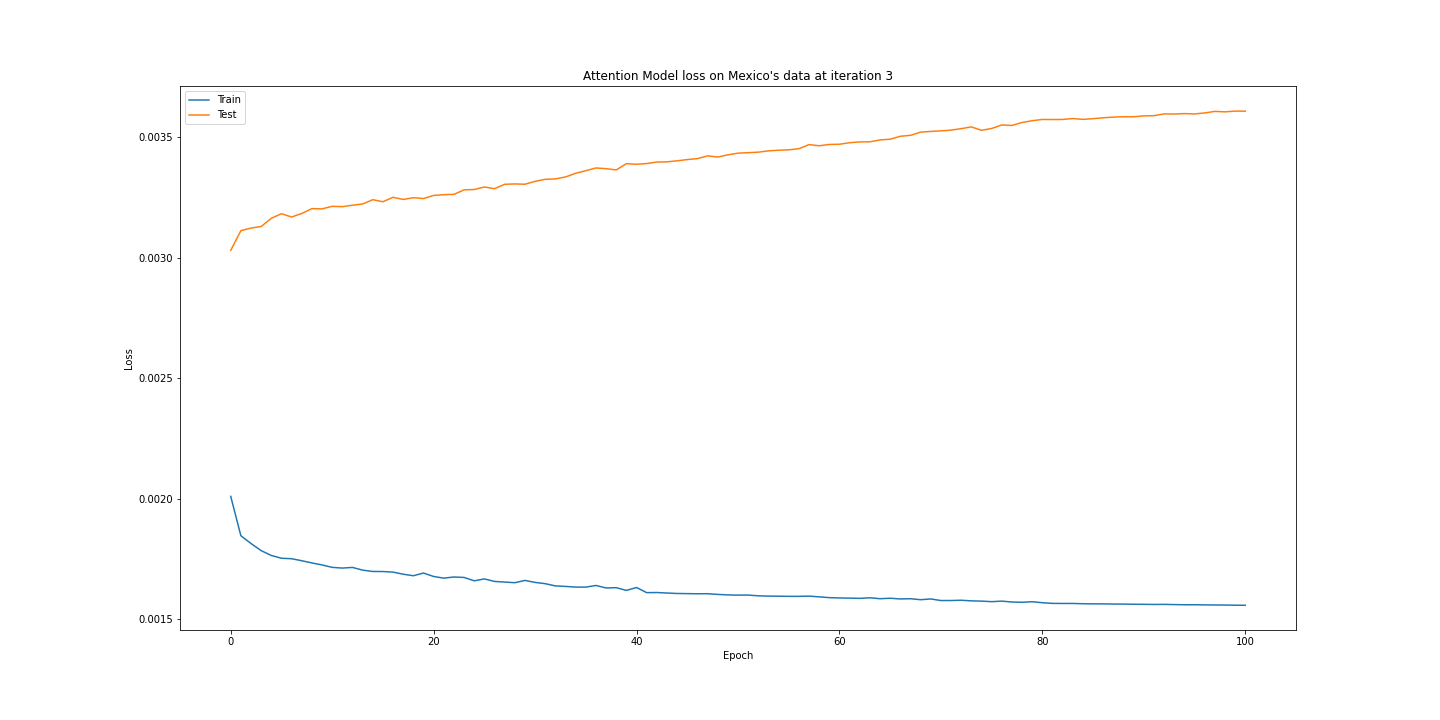 Attention Model loss on Mexico's data at iteration 3
Train
Test
0.0035
0.0030
0.0025
0.0020
0.0015
Loss
0 20 40 60 80 100
Epoch